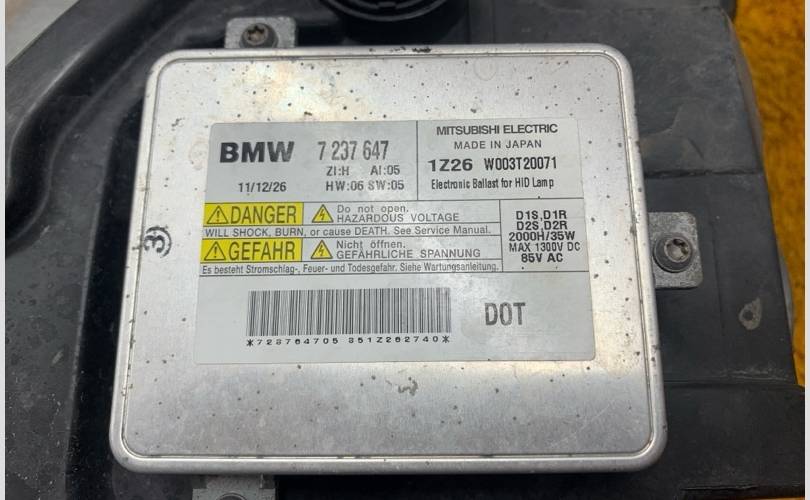 BMW 7 237 647
ZI:H AI:05
11/12/26 HW:06 SW:05
MITSUBISHI ELECTRIC
MADE IN JAPAN
1Z26 W003T20071
Electronic Ballast for HID Lamp
DANGER Do not open.
HAZARDOUS VOLTAGE
WILL SHOCK, BURN, or cause DEATH. See Service Manual.
GEFAHR Nicht öffnen.
GEFÄHRLICHE SPANNUNG
Es besteht Stromschlag-, Feuer- und Todesgefahr. Siehe Wartungsanleitung.
D1S,D1R
D2S,D2R
2000H/35W
MAX 1300V DC
85V AC
*723764705 351Z262740*
DOT
3